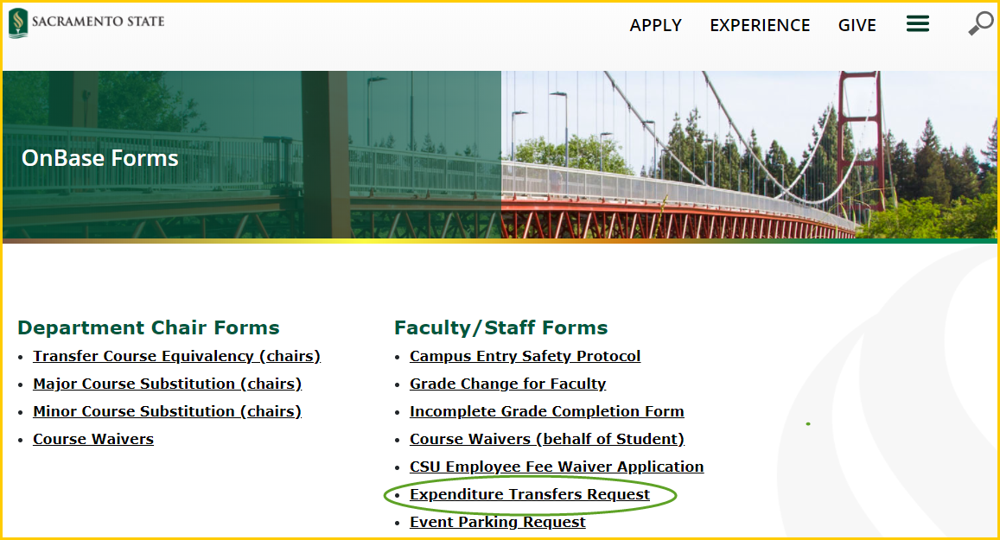 SACRAMENTO STATE
APPLY EXPERIENCE GIVE
OnBase Forms
Department Chair Forms
Transfer Course Equivalency (chairs)
Major Course Substitution (chairs)
Minor Course Substitution (chairs)
Course Waivers
Faculty/Staff Forms
Campus Entry Safety Protocol
Grade Change for Faculty
Incomplete Grade Completion Form
Course Waivers (behalf of Student)
CSU Employee Fee Waiver Application
Expenditure Transfers Request
Event Parking Request